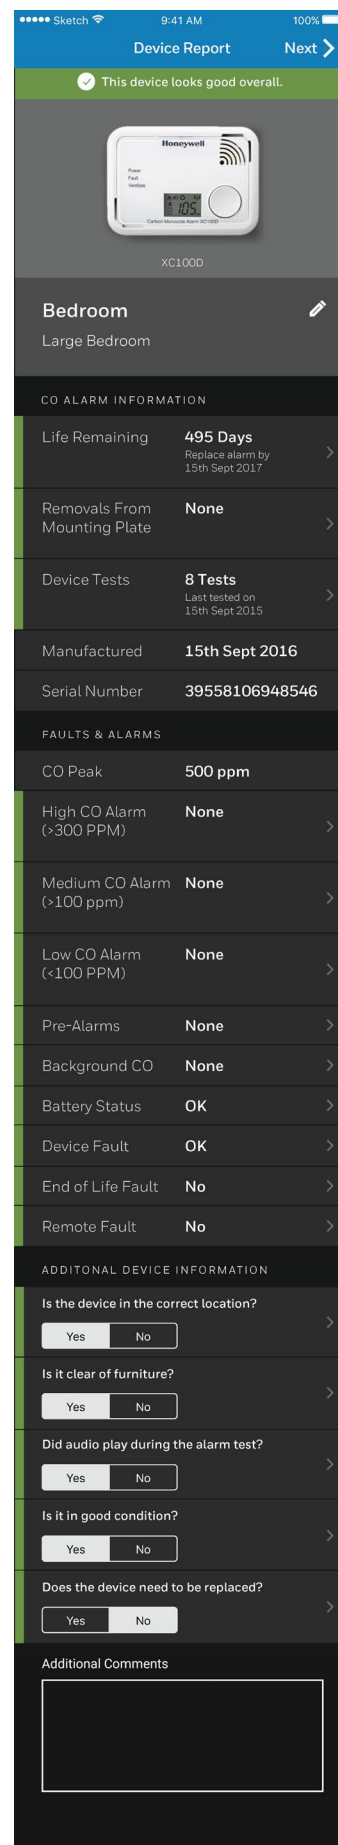 Sketch 9:41 AM 100%
Device Report Next
This device looks good overall.
Honeywell
Power
Fault
Ventilate
105
Carbon Monoxide Alarm XC100D
XC100D
Bedroom
Large Bedroom
CO ALARM INFORMATION
Life Remaining 495 Days
Replace alarm by
15th Sept 2017
Removals From None
Mounting Plate
Device Tests 8 Tests
Last tested on
15th Sept 2015
Manufactured 15th Sept 2016
Serial Number 39558106948546
FAULTS & ALARMS
CO Peak 500 ppm
High CO Alarm None
(>300 PPM)
Medium CO Alarm None
(>100 ppm)
Low CO Alarm None
(<100 PPM)
Pre-Alarms None
Background CO None
Battery Status OK
Device Fault OK
End of Life Fault No
Remote Fault No
ADDITONAL DEVICE INFORMATION
Is the device in the correct location?
Yes No
Is it clear of furniture?
Yes No
Did audio play during the alarm test?
Yes No
Is it in good condition?
Yes No
Does the device need to be replaced?
Yes No
Additional Comments